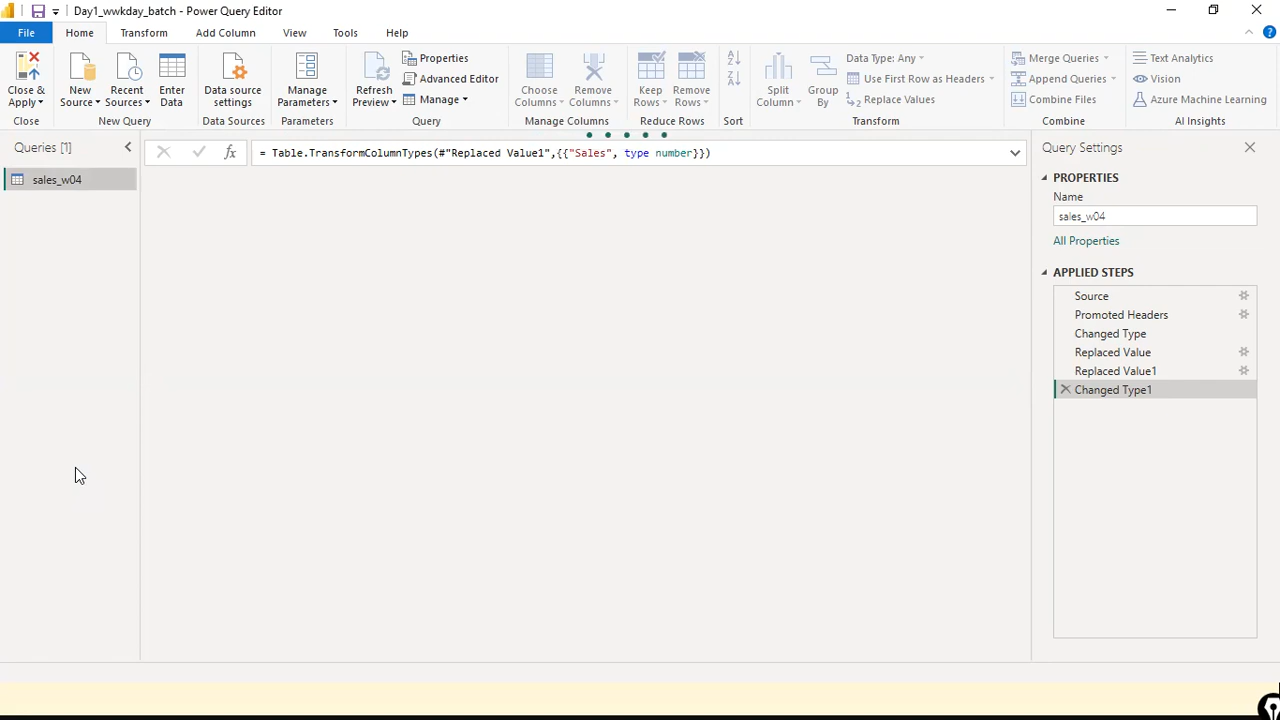 Day1_wwkday_batch - Power Query Editor
File Home Transform Add Column View Tools Help
Close & Apply
New Source
Recent Sources
Enter Data
Data source settings
Manage Parameters
Refresh Preview
Properties
Advanced Editor
Manage
Choose Columns
Remove Columns
Keep Rows
Remove Rows
Split Column
Group By
Data Type: Any
Use First Row as Headers
Replace Values
Merge Queries
Append Queries
Combine Files
Text Analytics
Vision
Azure Machine Learning
Close New Query Data Sources Parameters Query Manage Columns Reduce Rows Sort Transform Combine AI Insights
Queries [1]
sales_w04
fx
= Table.TransformColumnTypes(#"Replaced Value1",{{"Sales", type number}})
Query Settings
PROPERTIES
Name
sales_w04
All Properties
APPLIED STEPS
Source
Promoted Headers
Changed Type
Replaced Value
Replaced Value1
Changed Type1